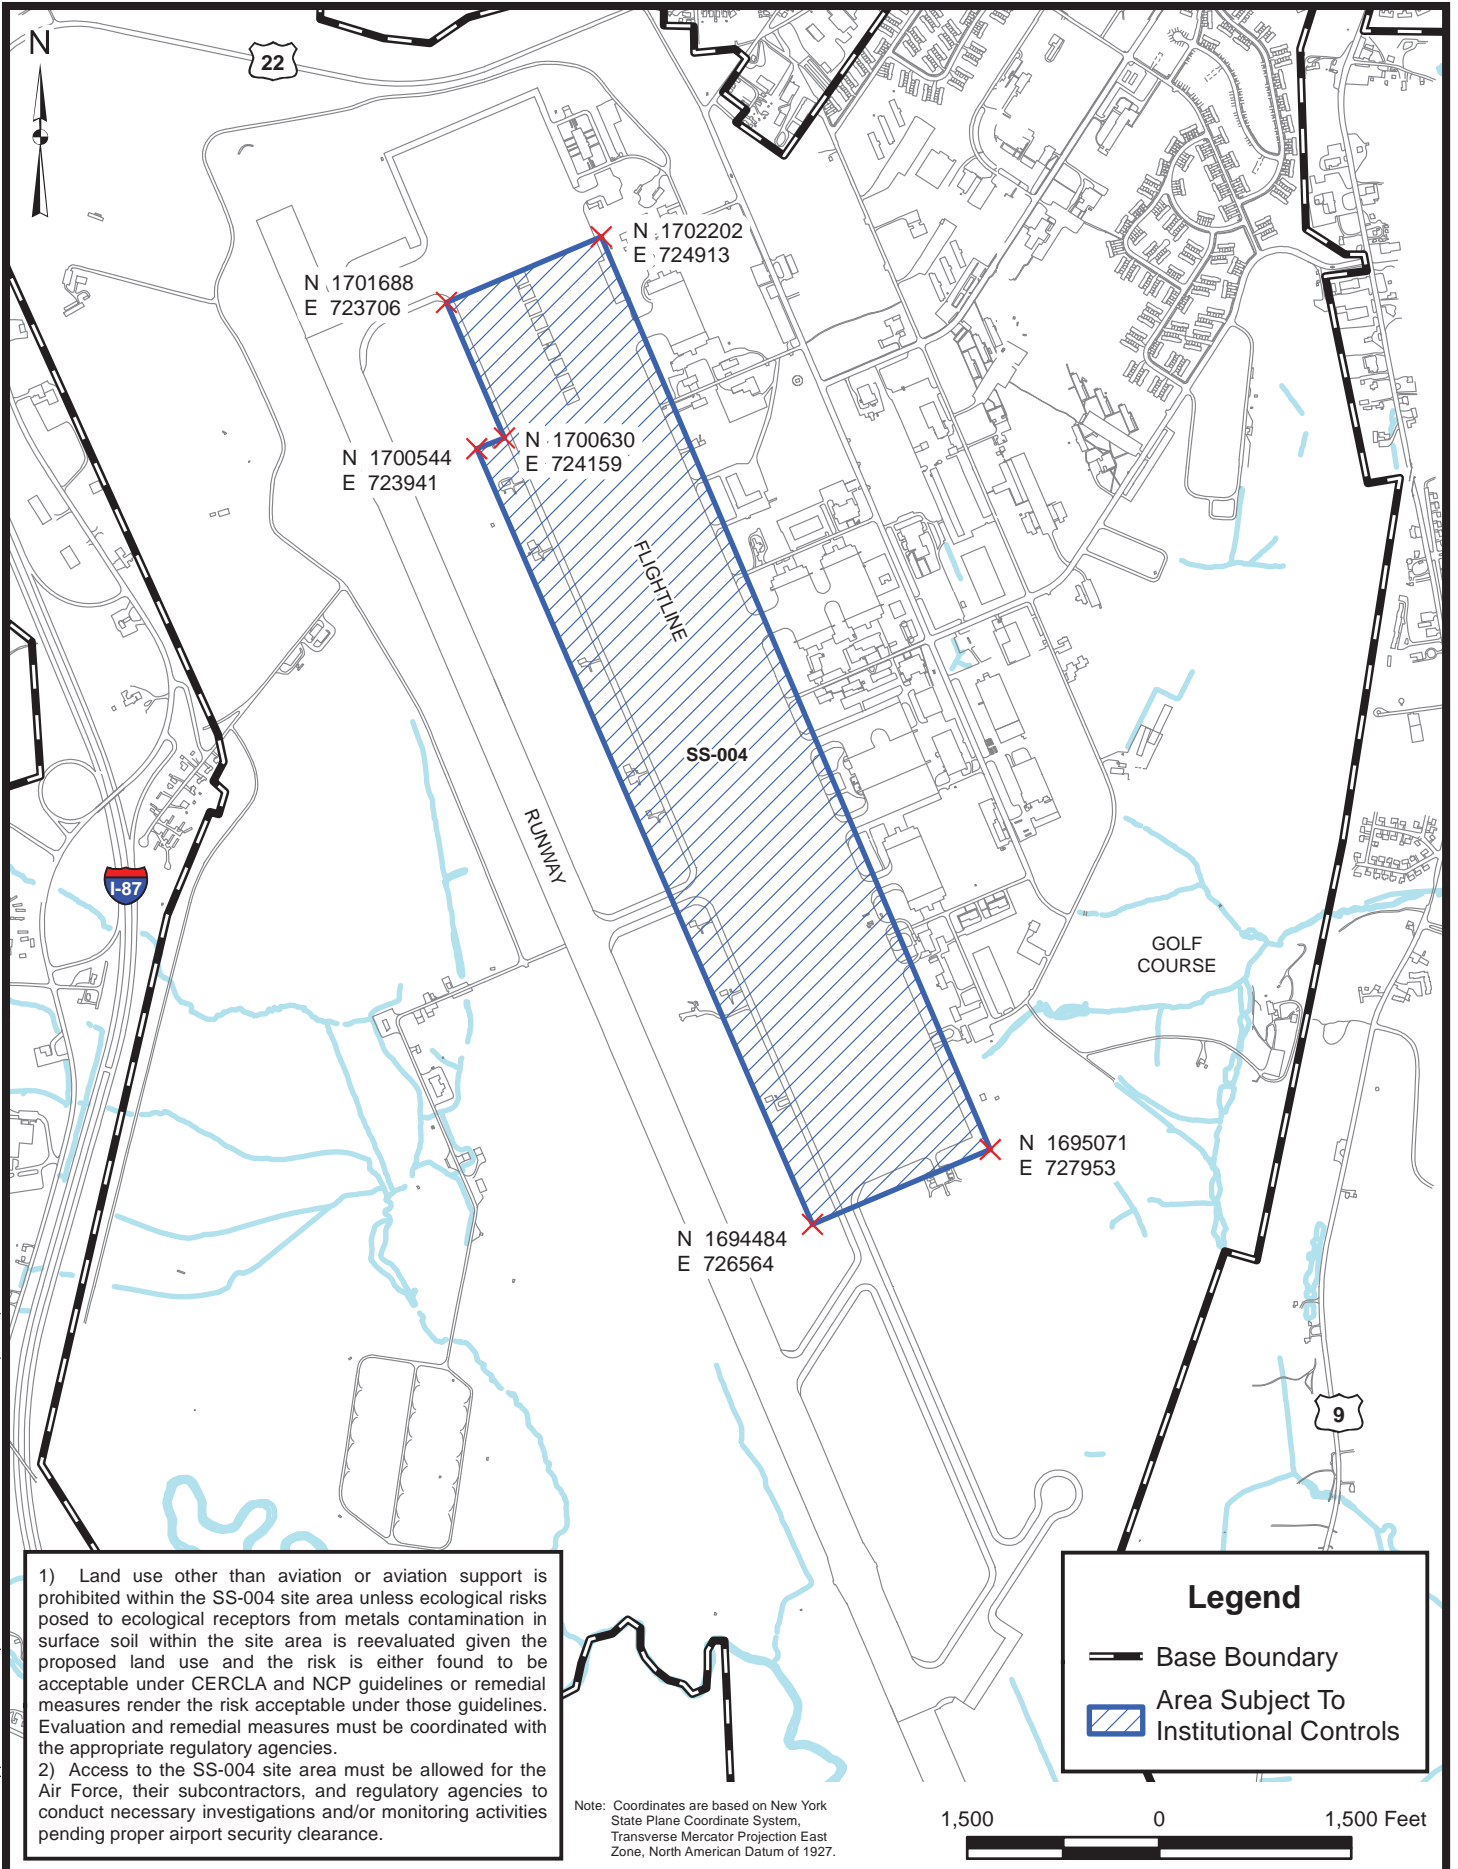 N
22
N 1702202
E 724913
N 1701688
E 723706
N 1700630
E 724159
N 1700544
E 723941
FLIGHTLINE
SS-004
RUNWAY
I-87
GOLF
COURSE
N 1695071
E 727953
N 1694484
E 726564
9
1) Land use other than aviation or aviation support is
prohibited within the SS-004 site area unless ecological risks
posed to ecological receptors from metals contamination in
surface soil within the site area is reevaluated given the
proposed land use and the risk is either found to be
acceptable under CERCLA and NCP guidelines or remedial
measures render the risk acceptable under those guidelines.
Evaluation and remedial measures must be coordinated with
the appropriate regulatory agencies.
2) Access to the SS-004 site area must be allowed for the
Air Force, their subcontractors, and regulatory agencies to
conduct necessary investigations and/or monitoring activities
pending proper airport security clearance.
Legend
Base Boundary
Area Subject To
Institutional Controls
Note: Coordinates are based on New York
State Plane Coordinate System,
Transverse Mercator Projection East
Zone, North American Datum of 1927.
1,500 0 1,500 Feet